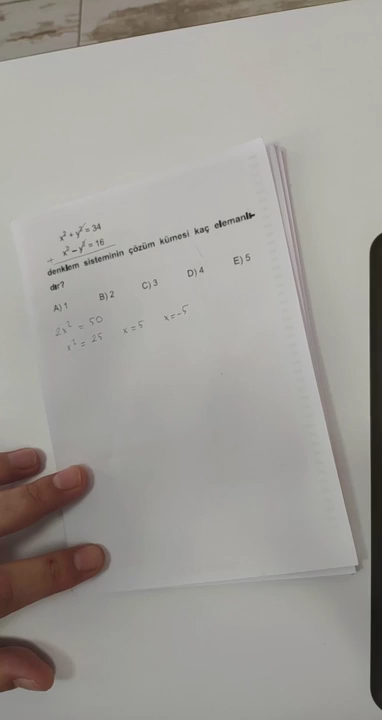 x² + y² = 34
+ x² - y² = 16
denklem sisteminin çözüm kümesi kaç elemanlı-
dır?
A) 1 B) 2 C) 3 D) 4 E) 5
2x² = 50
x² = 25 x = 5 x = -5